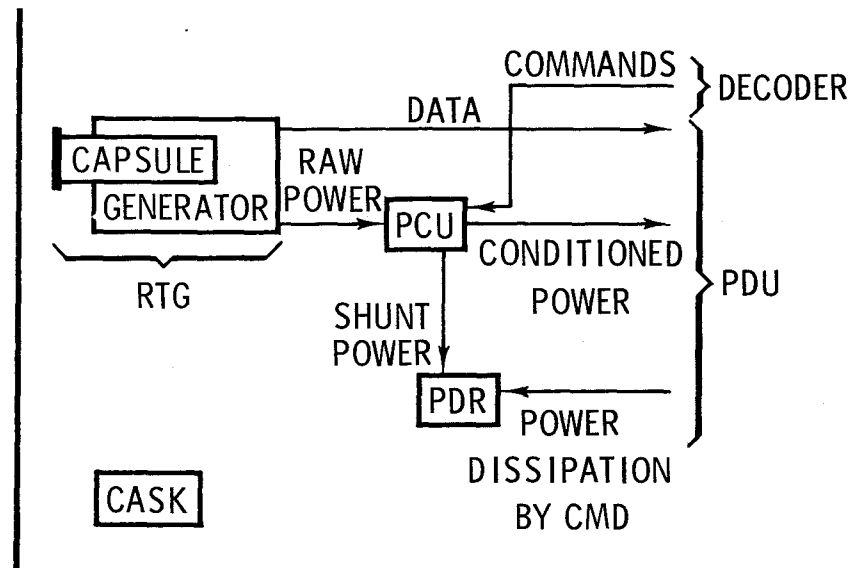 COMMANDS
DECODER
DATA
CAPSULE
RAW
POWER
GENERATOR
PCU
CONDITIONED
POWER
RTG
PDU
SHUNT
POWER
PDR
POWER
DISSIPATION
BY CMD
CASK